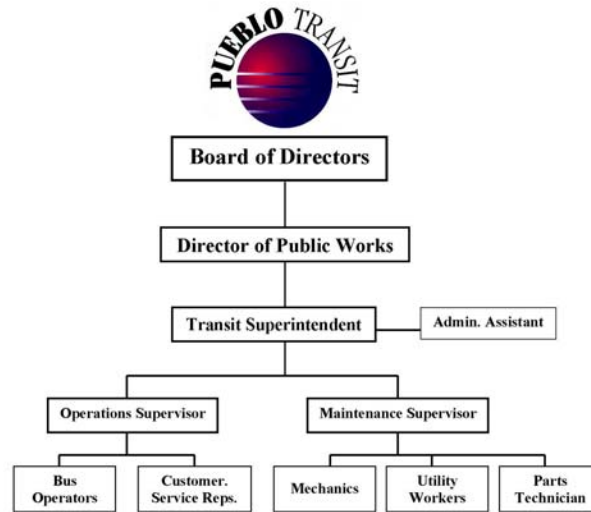 PUEBLO TRANSIT
Board of Directors
Director of Public Works
Transit Superintendent
Admin. Assistant
Operations Supervisor
Maintenance Supervisor
Bus
Operators
Customer.
Service Reps.
Mechanics
Utility
Workers
Parts
Technician